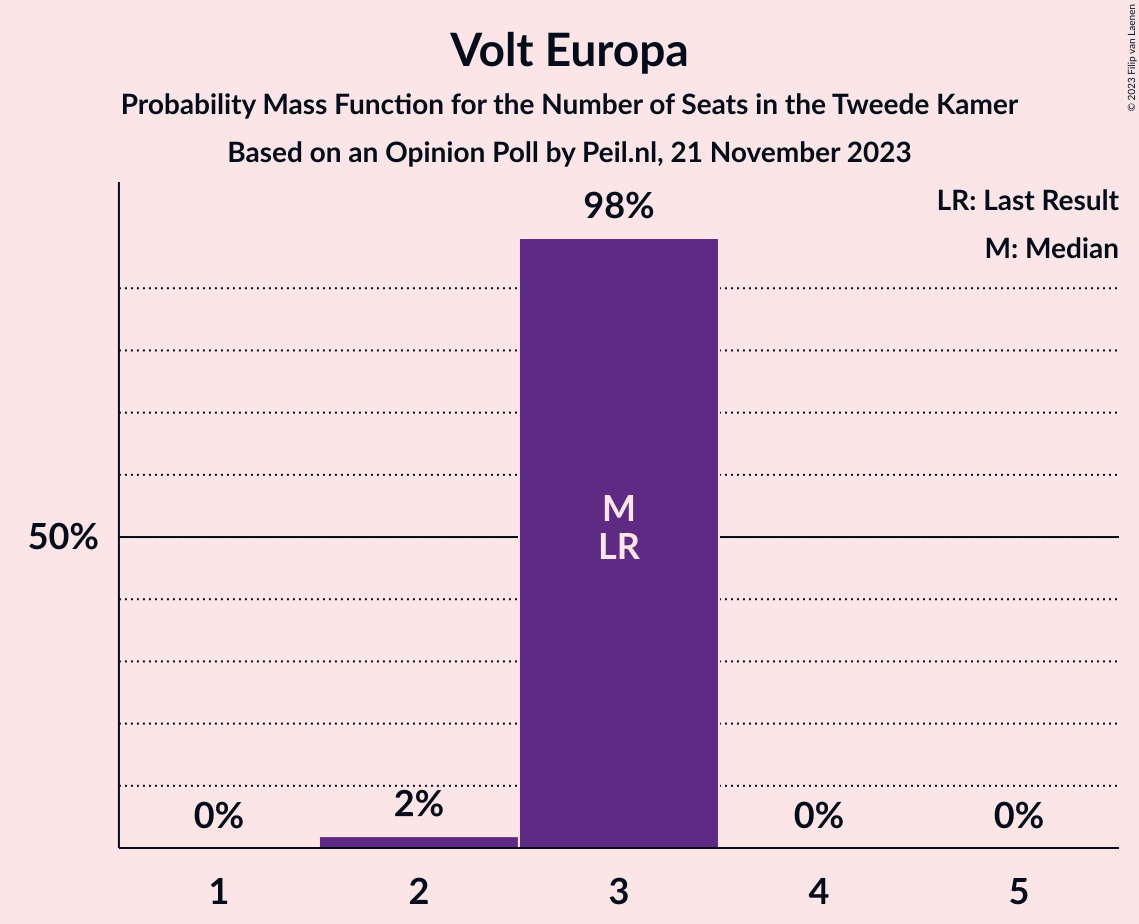 Volt Europa
Probability Mass Function for the Number of Seats in the Tweede Kamer
Based on an Opinion Poll by Peil.nl, 21 November 2023
© 2023 Filip van Laenen
LR: Last Result
M: Median
98%
M
LR
50%
0%
2%
0%
0%
1
2
3
4
5